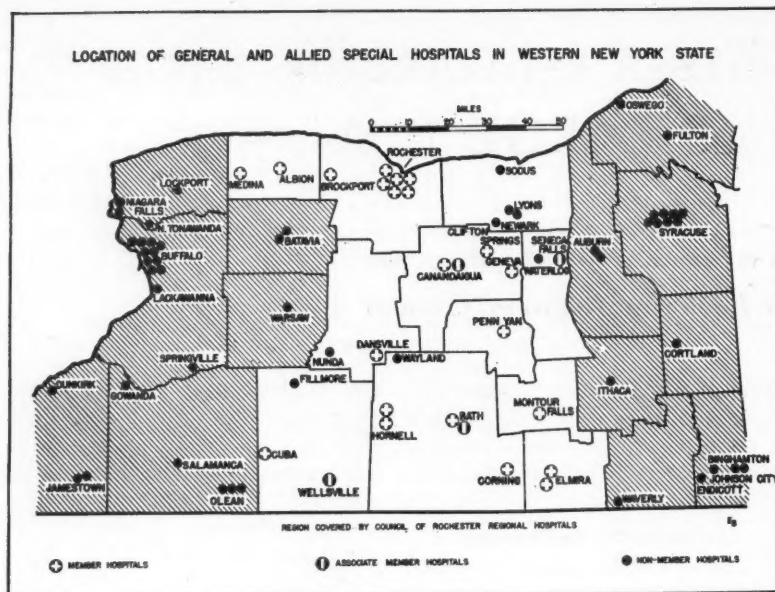 LOCATION OF GENERAL AND ALLIED SPECIAL HOSPITALS IN WESTERN NEW YORK STATE
MILES
0 10 20 30 40 50
ROCHESTER
OSWEGO
FULTON
LOCKPORT
MEDINA
ALBION
BROCKPORT
SODUS
NIAGARA
FALLS
N. TONAWANDA
BATAVIA
LYONS
NEWARK
SYRACUSE
BUFFALO
CLIFTON
SPRINGS
GENEVA
SENECA
FALLS
WATERLOO
AUBURN
CANANDAIGUA
LACKAWANNA
WARSAW
PENN YAN
SPRINGVILLE
NUNDA
DANSVILLE
WAYLAND
CORTLAND
DUNKIRK
GOWANDA
FILLMORE
ITHACA
MONTOUR
FALLS
HORNELL
BATH
CUBA
SALAMANCA
JAMESTOWN
OLEAN
WELLSVILLE
CORNING
ELMIRA
BINGHAMTON
JOHNSON CITY
ENDICOTT
WAVERLY
REGION COVERED BY COUNCIL OF ROCHESTER REGIONAL HOSPITALS
MEMBER HOSPITALS
ASSOCIATE MEMBER HOSPITALS
NON-MEMBER HOSPITALS